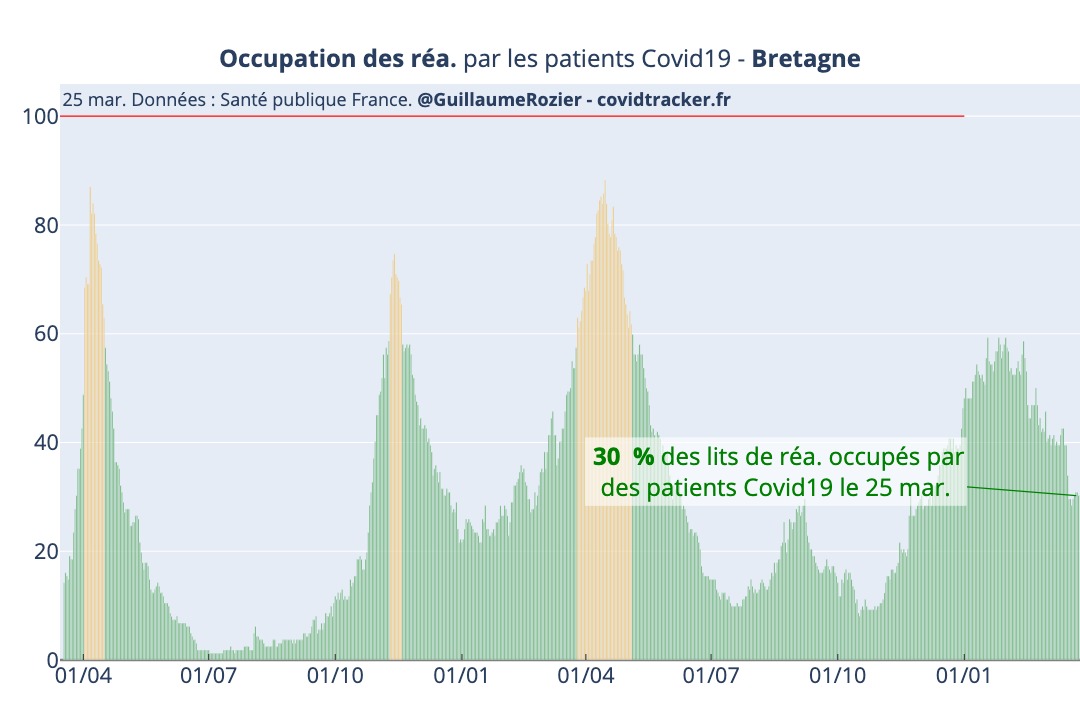 Occupation des réa. par les patients Covid19 - Bretagne
25 mar. Données : Santé publique France. @GuillaumeRozier - covidtracker.fr
100
80
60
40
30 % des lits de réa. occupés par
des patients Covid19 le 25 mar.
20
0
01/04 01/07 01/10 01/01 01/04 01/07 01/10 01/01